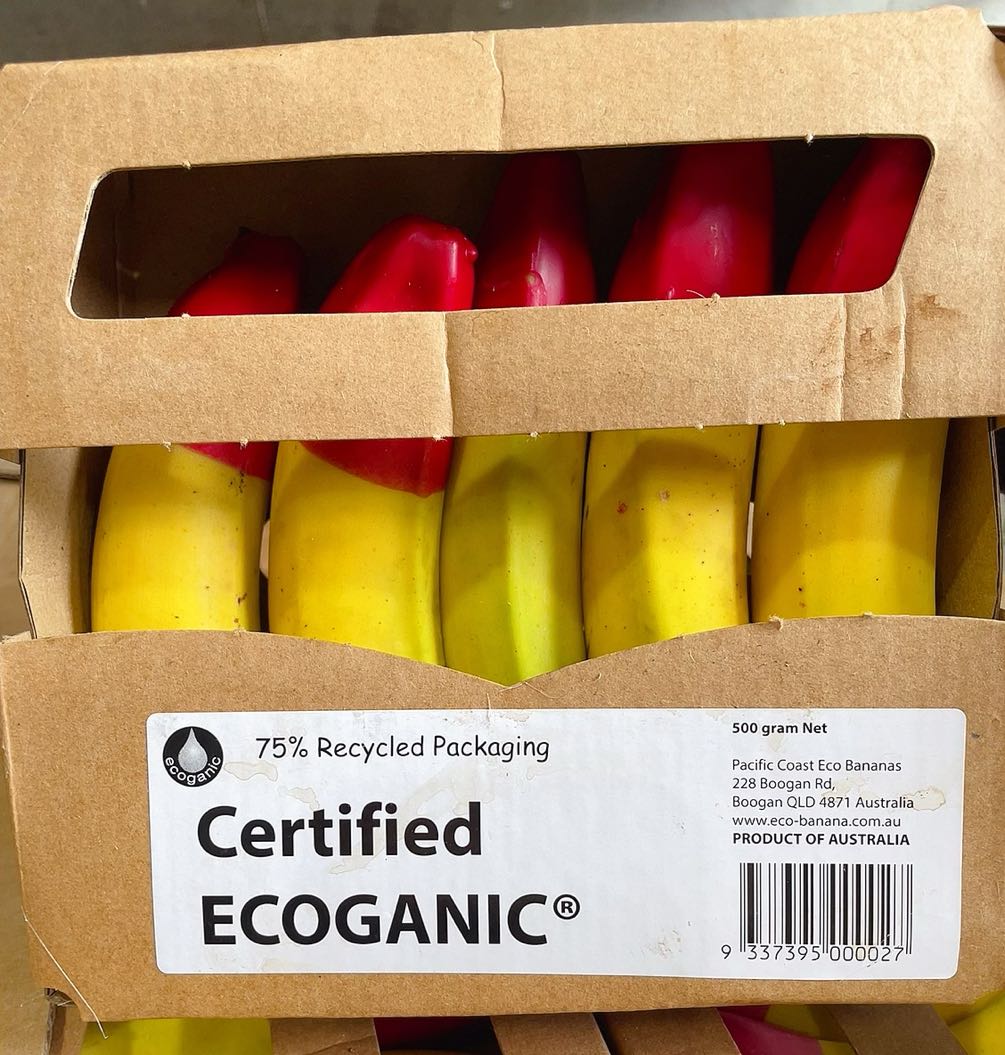 ecoganic
75% Recycled Packaging
Certified
ECOGANIC®
500 gram Net
Pacific Coast Eco Bananas
228 Boogan Rd,
Boogan QLD 4871 Australia
www.eco-banana.com.au
PRODUCT OF AUSTRALIA
9 337395 000027